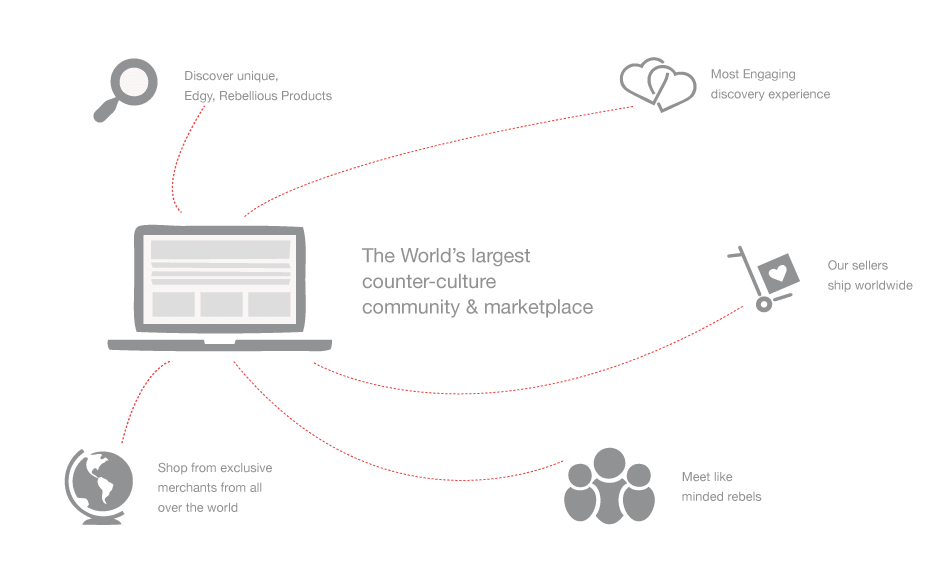 Discover unique,
Edgy, Rebellious Products
Most Engaging
discovery experience
The World's largest
counter-culture
community & marketplace
Our sellers
ship worldwide
Shop from exclusive
merchants from all
over the world
Meet like
minded rebels